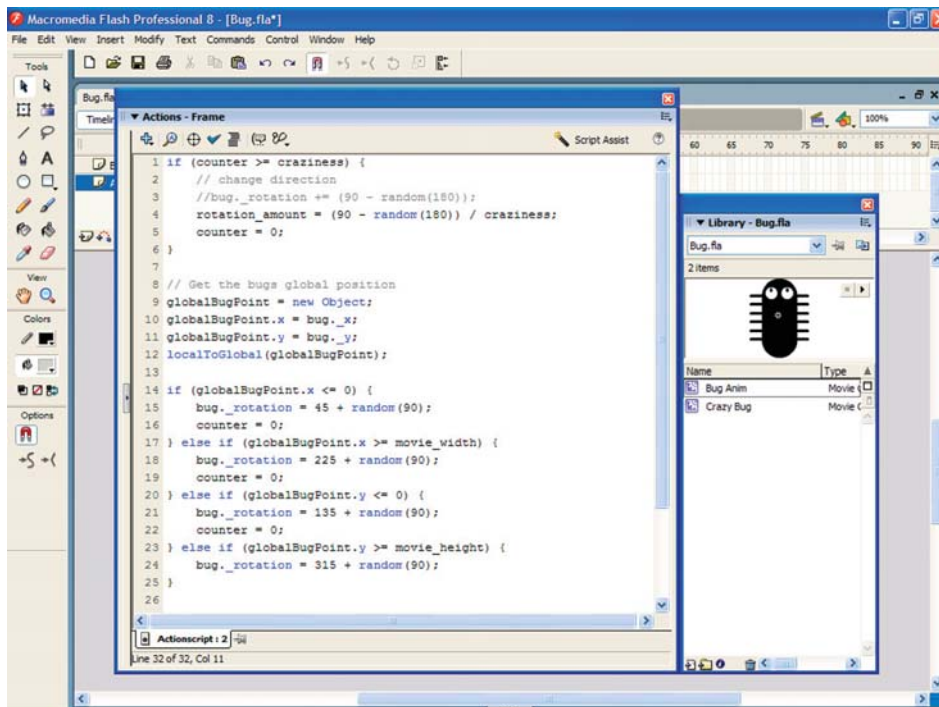 Macromedia Flash Professional 8 - [Bug.fla*]
File Edit View Insert Modify Text Commands Control Window Help
Tools
View
Colors
Options
Bug.fla
100%
60 65 70 75 80 85 90
Actions - Frame
Script Assist
1 if (counter >= craziness) {
2 // change direction
3 //bug._rotation += (90 - random(180));
4 rotation_amount = (90 - random(180)) / craziness;
5 counter = 0;
6 }
7
8 // Get the bugs global position
9 globalBugPoint = new Object;
10 globalBugPoint.x = bug._x;
11 globalBugPoint.y = bug._y;
12 localToGlobal(globalBugPoint);
13
14 if (globalBugPoint.x <= 0) {
15 bug._rotation = 45 + random(90);
16 counter = 0;
17 } else if (globalBugPoint.x >= movie_width) {
18 bug._rotation = 225 + random(90);
19 counter = 0;
20 } else if (globalBugPoint.y <= 0) {
21 bug._rotation = 135 + random(90);
22 counter = 0;
23 } else if (globalBugPoint.y >= movie_height) {
24 bug._rotation = 315 + random(90);
25 }
26
Actionscript : 2
Line 32 of 32, Col 11
Library - Bug.fla
Bug.fla
2 items
Name Type
Bug Anim Movie
Crazy Bug Movie